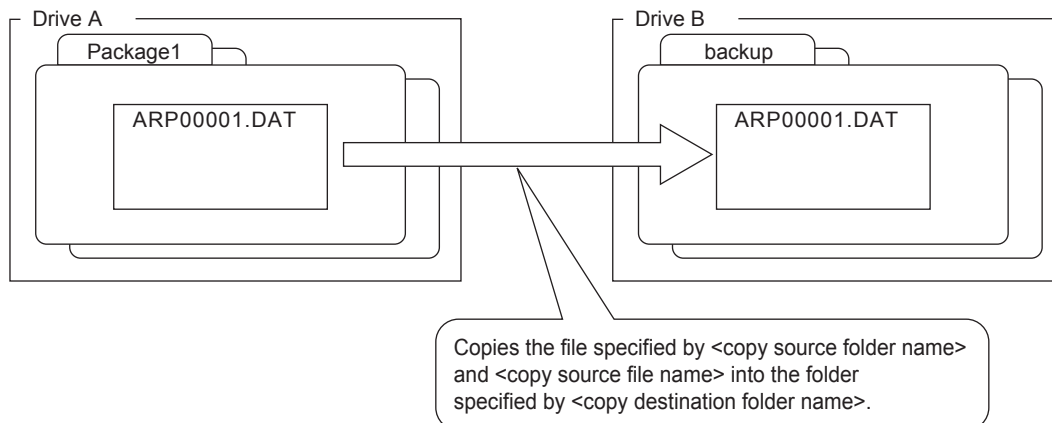 Drive A
Package1
ARP00001.DAT
Drive B
backup
ARP00001.DAT
Copies the file specified by <copy source folder name>
and <copy source file name> into the folder
specified by <copy destination folder name>.